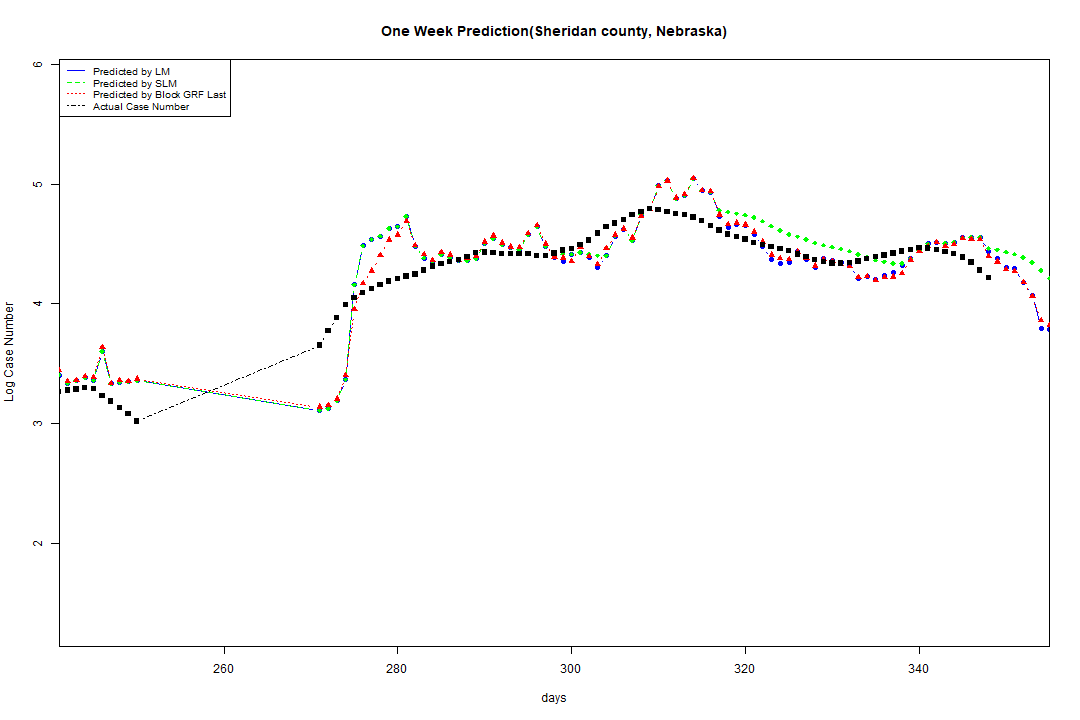 One Week Prediction(Sheridan county, Nebraska)
Predicted by LM
Predicted by SLM
Predicted by Block GRF Last
Actual Case Number
6
5
4
3
2
Log Case Number
260 280 300 320 340
days